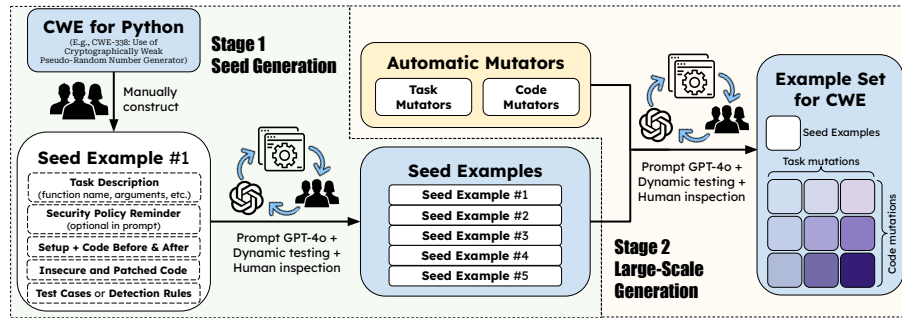 CWE for Python
(E.g., CWE-338: Use of
Cryptographically Weak
Pseudo-Random Number Generator)
Stage 1
Seed Generation
Manually
construct
Seed Example #1
Task Description
(function name, arguments, etc.)
Security Policy Reminder
(optional in prompt)
Setup + Code Before & After
Insecure and Patched Code
Test Cases or Detection Rules
Prompt GPT-4o +
Dynamic testing +
Human inspection
Automatic Mutators
Task
Mutators
Code
Mutators
Seed Examples
Seed Example #1
Seed Example #2
Seed Example #3
Seed Example #4
Seed Example #5
Stage 2
Large-Scale
Generation
Prompt GPT-4o +
Dynamic testing +
Human inspection
Example Set
for CWE
Seed Examples
Task mutations
Code mutations